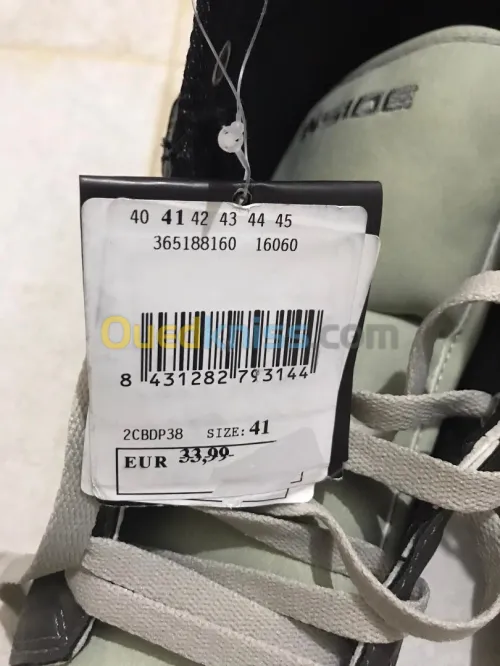 INSIDE
40 41 42 43 44 45
365188160 16060
Ouedkniss.com
8 431282 793144
2CBDP38 SIZE: 41
EUR 33,99